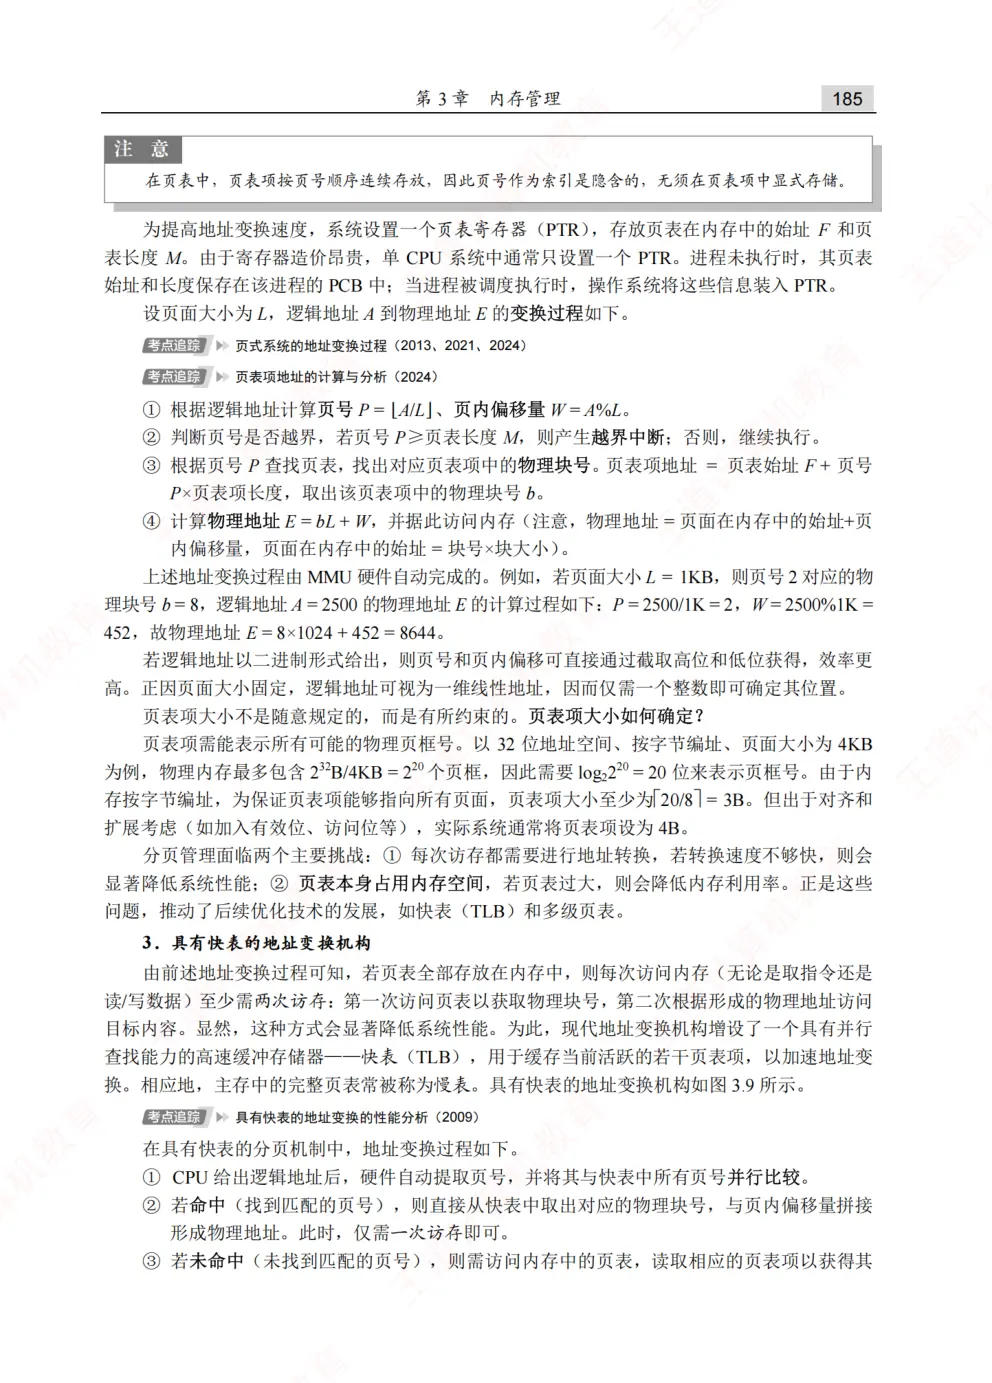 第 3 章 内存管理 185
注 意
在页表中，页表项按页号顺序连续存放，因此页号作为索引是隐含的，无须在页表项中显式存储。
为提高地址变换速度，系统设置一个页表寄存器（PTR），存放页表在内存中的始址 F 和页
表长度 M。由于寄存器造价昂贵，单 CPU 系统中通常只设置一个 PTR。进程未执行时，其页表
始址和长度保存在该进程的 PCB 中；当进程被调度执行时，操作系统将这些信息装入 PTR。
设页面大小为 L，逻辑地址 A 到物理地址 E 的变换过程如下。
考点追踪 页式系统的地址变换过程（2013、2021、2024）
考点追踪 页表项地址的计算与分析（2024）
① 根据逻辑地址计算页号 P = ⌊A/L⌋、页内偏移量 W = A%L。
② 判断页号是否越界，若页号 P≥页表长度 M，则产生越界中断；否则，继续执行。
③ 根据页号 P 查找页表，找出对应页表项中的物理块号。页表项地址 = 页表始址 F + 页号
P×页表项长度，取出该页表项中的物理块号 b。
④ 计算物理地址 E = bL + W，并据此访问内存（注意，物理地址 = 页面在内存中的始址+页
内偏移量，页面在内存中的始址 = 块号×块大小）。
上述地址变换过程由 MMU 硬件自动完成的。例如，若页面大小 L = 1KB，则页号 2 对应的物
理块号 b = 8，逻辑地址 A = 2500 的物理地址 E 的计算过程如下：P = 2500/1K = 2，W = 2500%1K =
452，故物理地址 E = 8×1024 + 452 = 8644。
若逻辑地址以二进制形式给出，则页号和页内偏移可直接通过截取高位和低位获得，效率更
高。正因页面大小固定，逻辑地址可视为一维线性地址，因而仅需一个整数即可确定其位置。
页表项大小不是随意规定的，而是有所约束的。页表项大小如何确定？
页表项需能表示所有可能的物理页框号。以 32 位地址空间、按字节编址、页面大小为 4KB
为例，物理内存最多包含 2³²B/4KB = 2²⁰ 个页框，因此需要 log₂2²⁰ = 20 位来表示页框号。由于内
存按字节编址，为保证页表项能够指向所有页面，页表项大小至少为⌈20/8⌉ = 3B。但出于对齐和
扩展考虑（如加入有效位、访问位等），实际系统通常将页表项设为 4B。
分页管理面临两个主要挑战：① 每次访存都需要进行地址转换，若转换速度不够快，则会
显著降低系统性能；② 页表本身占用内存空间，若页表过大，则会降低内存利用率。正是这些
问题，推动了后续优化技术的发展，如快表（TLB）和多级页表。
3．具有快表的地址变换机构
由前述地址变换过程可知，若页表全部存放在内存中，则每次访问内存（无论是取指令还是
读/写数据）至少需两次访存：第一次访问页表以获取物理块号，第二次根据形成的物理地址访问
目标内容。显然，这种方式会显著降低系统性能。为此，现代地址变换机构增设了一个具有并行
查找能力的高速缓冲存储器——快表（TLB），用于缓存当前活跃的若干页表项，以加速地址变
换。相应地，主存中的完整页表常被称为慢表。具有快表的地址变换机构如图 3.9 所示。
考点追踪 具有快表的地址变换的性能分析（2009）
在具有快表的分页机制中，地址变换过程如下。
① CPU 给出逻辑地址后，硬件自动提取页号，并将其与快表中所有页号并行比较。
② 若命中（找到匹配的页号），则直接从快表中取出对应的物理块号，与页内偏移量拼接
形成物理地址。此时，仅需一次访存即可。
③ 若未命中（未找到匹配的页号），则需访问内存中的页表，读取相应的页表项以获得其